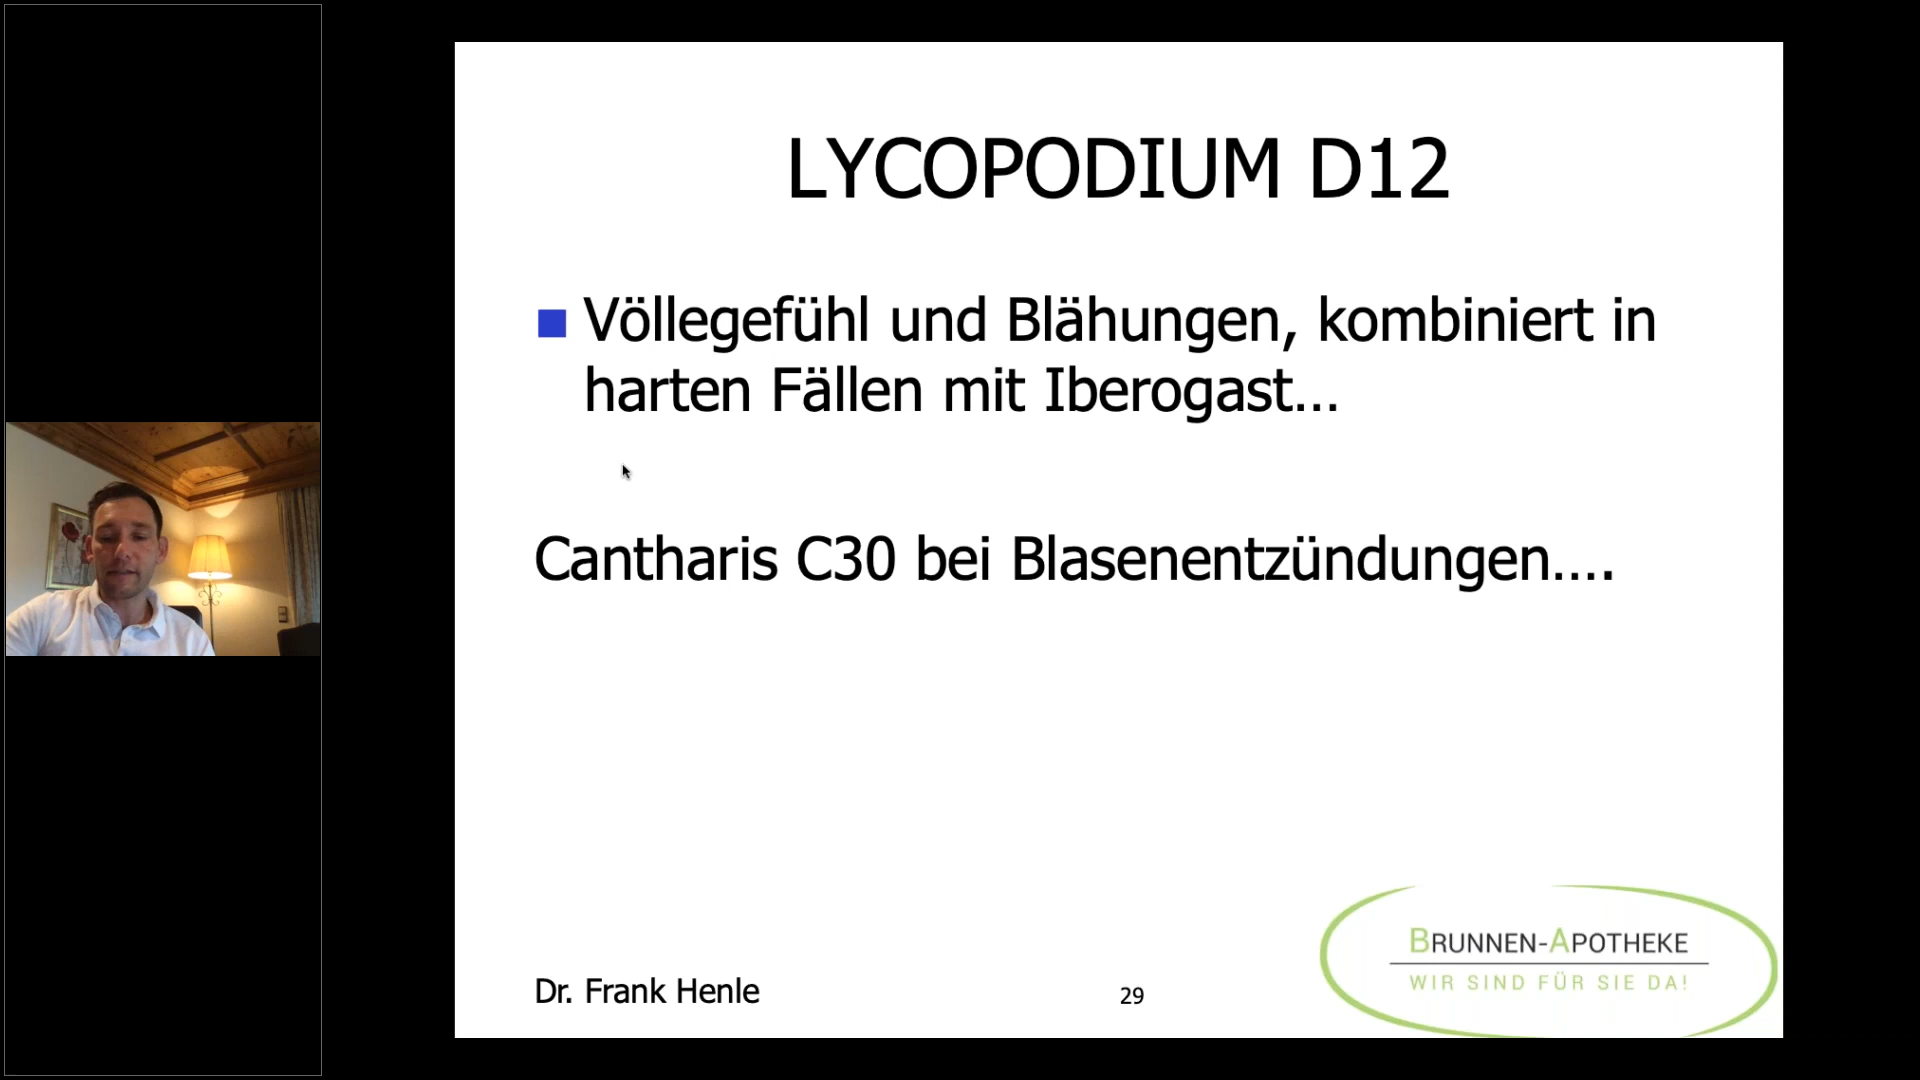 LYCOPODIUM D12
Völlegefühl und Blähungen, kombiniert in
harten Fällen mit Iberogast...
Cantharis C30 bei Blasenentzündungen....
Dr. Frank Henle
29
BRUNNEN-APOTHEKE
WIR SIND FÜR SIE DA!